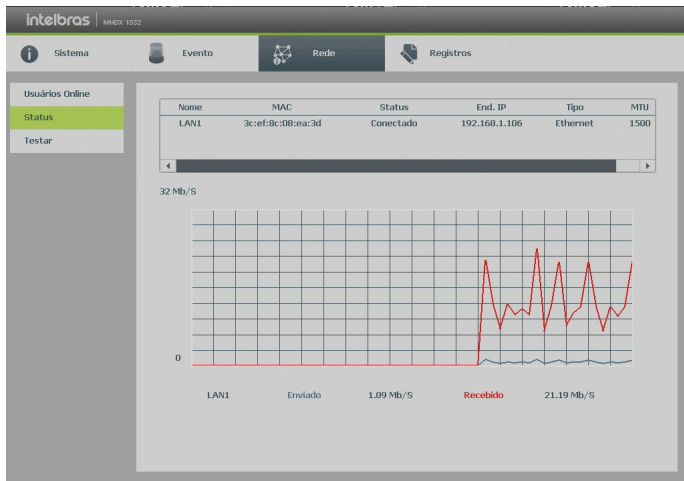 intelbras MHDX 1032
Sistema Evento Rede Registros
Usuários Online
Status
Testar
Nome MAC Status End. IP Tipo MTU
LAN1 3c:ef:8c:08:ea:3d Conectado 192.168.1.106 Ethernet 1500
32 Mb/S
0
LAN1 Enviado 1.09 Mb/S Recebido 21.19 Mb/S